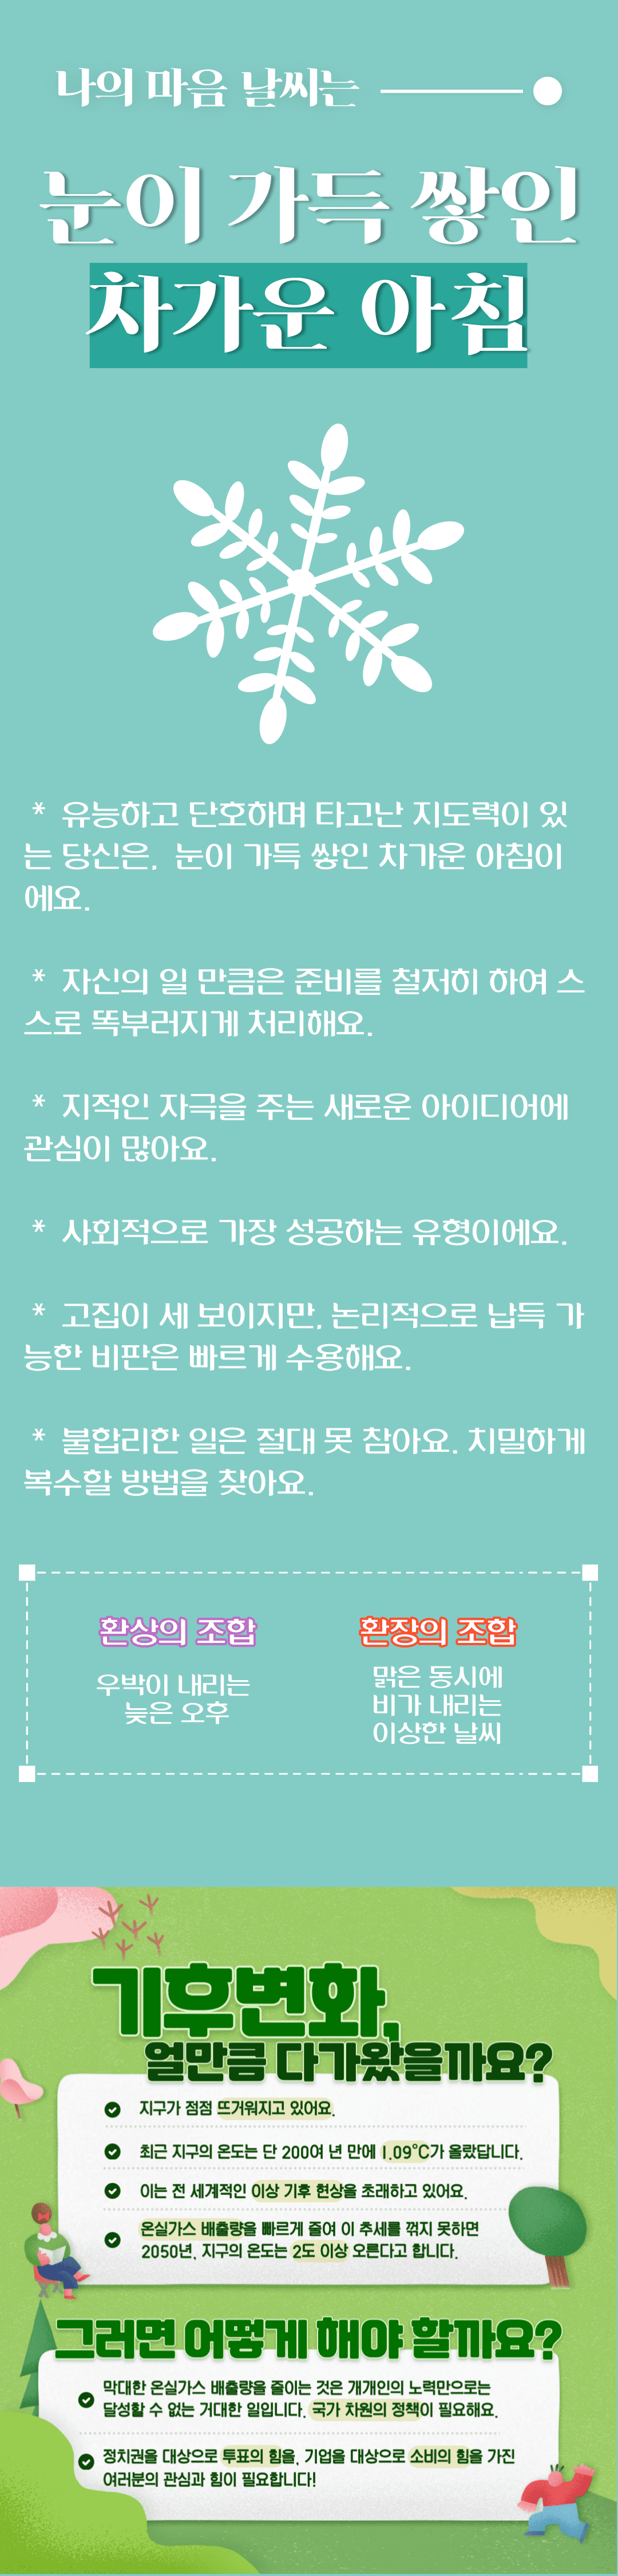 나의 마음 날씨는
눈이 가득 쌓인
차가운 아침
* 유능하고 단호하며 타고난 지도력이 있
는 당신은, 눈이 가득 쌓인 차가운 아침이
에요.
* 자신의 일 만큼은 준비를 철저히 하여 스
스로 똑부러지게 처리해요.
* 지적인 자극을 주는 새로운 아이디어에
관심이 많아요.
* 사회적으로 가장 성공하는 유형이에요.
* 고집이 세 보이지만, 논리적으로 납득 가
능한 비판은 빠르게 수용해요.
* 불합리한 일은 절대 못 참아요. 치밀하게
복수할 방법을 찾아요.
환상의 조합
우박이 내리는
늦은 오후
환장의 조합
맑은 동시에
비가 내리는
이상한 날씨
기후변화,
얼만큼 다가왔을까요?
지구가 점점 뜨거워지고 있어요.
최근 지구의 온도는 단 200여 년 만에 1.09°C가 올랐답니다.
이는 전 세계적인 이상 기후 현상을 초래하고 있어요.
온실가스 배출량을 빠르게 줄여 이 추세를 꺾지 못하면
2050년, 지구의 온도는 2도 이상 오른다고 합니다.
그러면 어떻게 해야 할까요?
막대한 온실가스 배출량을 줄이는 것은 개개인의 노력만으로는
달성할 수 없는 거대한 일입니다. 국가 차원의 정책이 필요해요.
정치권을 대상으로 투표의 힘을, 기업을 대상으로 소비의 힘을 가진
여러분의 관심과 힘이 필요합니다!